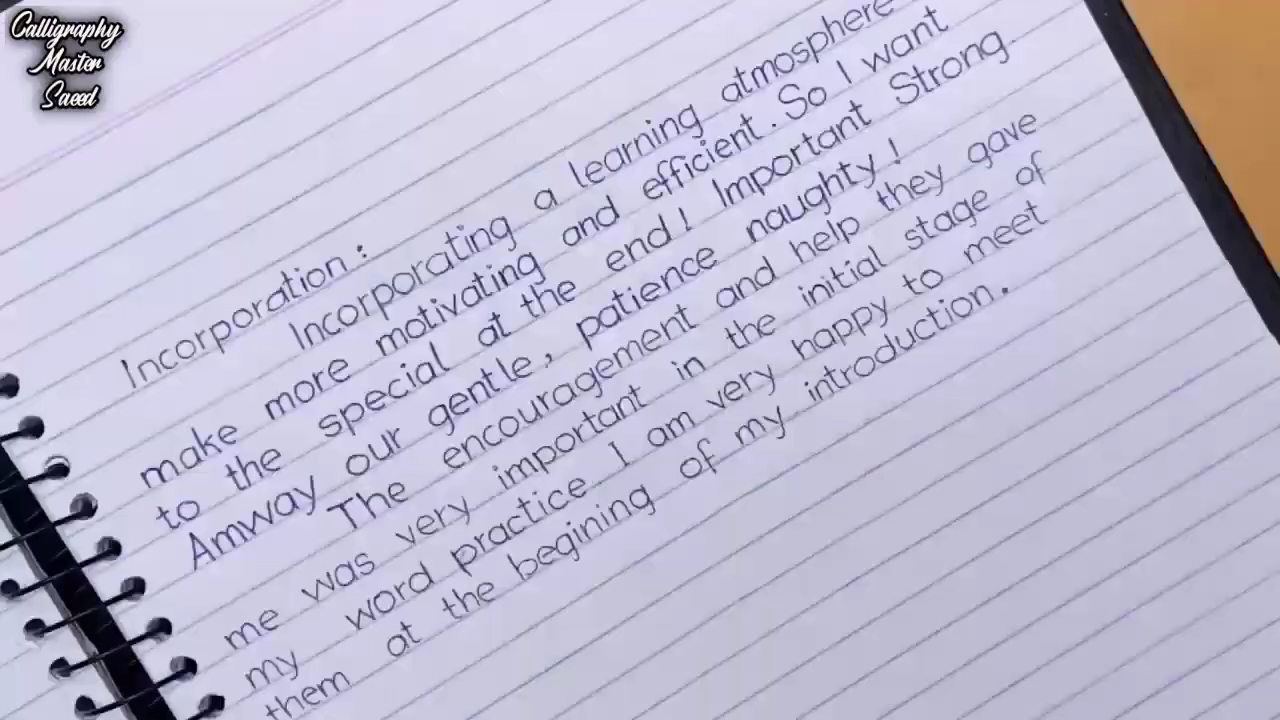 Calligraphy
Master
Saeed
Incorporation :
Incorporating a learning atmosphere
make more motivating and efficient. So I want
to the special at the end! Important Strong
Amway our gentle, patience naughty!
The encouragement and help they gave
me was very important in the initial stage of
my word practice I am very happy to meet
them at the begining of my introduction.